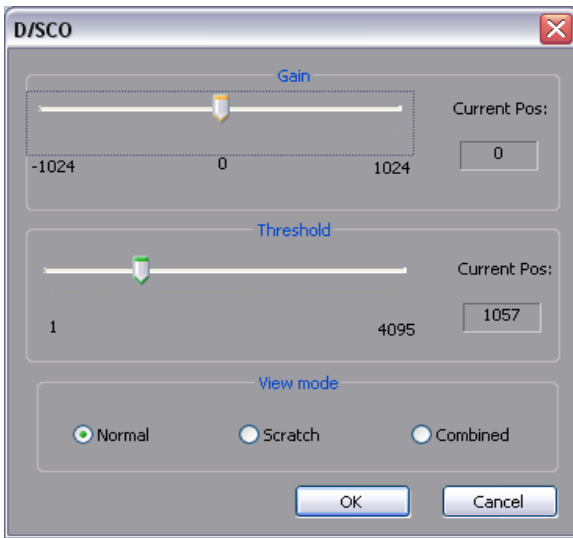 D/SCO
Gain
Current Pos:
0
-1024 0 1024
Threshold
Current Pos:
1057
1 4095
View mode
Normal Scratch Combined
OK Cancel